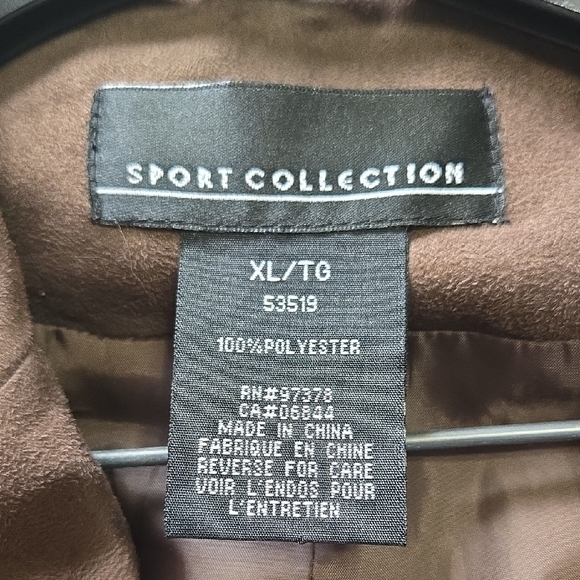 SPORT COLLECTION
XL/TG
53519
100%POLYESTER
RN#97378
CA#06844
MADE IN CHINA
FABRIQUE EN CHINE
REVERSE FOR CARE
VOIR L'ENDOS POUR
L'ENTRETIEN